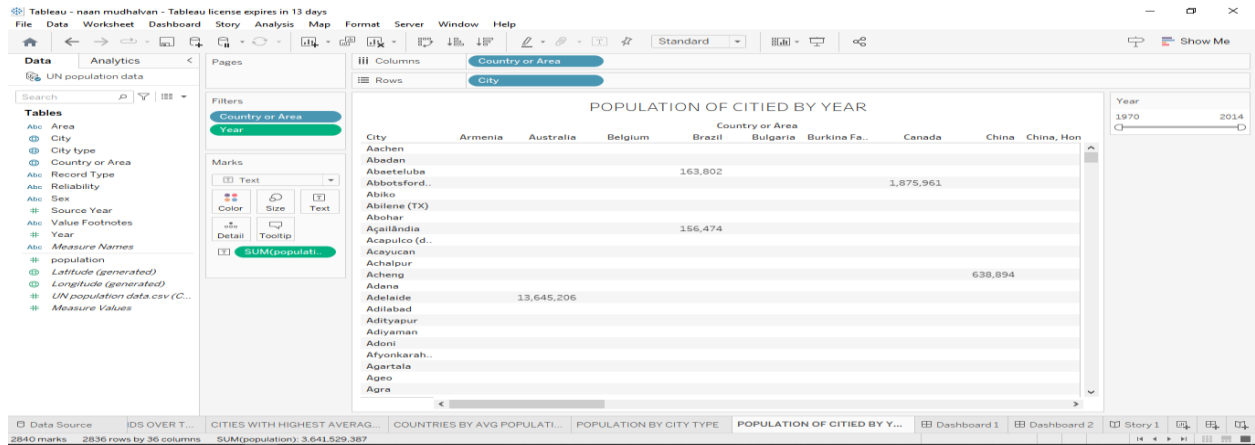 Tableau - naan mudhalvan - Tableau license expires in 13 days
File Data Worksheet Dashboard Story Analysis Map Format Server Window Help
Standard
Show Me
Data Analytics
UN population data
Search
Tables
Abc Area
City
City type
Country or Area
Abc Record Type
Abc Reliability
Abc Sex
# Source Year
Abc Value Footnotes
# Year
Abc Measure Names
# population
Latitude (generated)
Longitude (generated)
# UN population data.csv (C...
# Measure Values
Pages
Filters
Country or Area
Year
Marks
Text
Color Size Text
Detail Tooltip
SUM(populati..
Columns Country or Area
Rows City
POPULATION OF CITIED BY YEAR
Country or Area
City Armenia Australia Belgium Brazil Bulgaria Burkina Fa.. Canada China China, Hon
Aachen
Abadan
Abaeteluba 163,802
Abbotsford.. 1,875,961
Abiko
Abilene (TX)
Abohar
Açailândia 156,474
Acapulco (d..
Acayucan
Achalpur
Acheng 638,894
Adana
Adelaide 13,645,206
Adilabad
Adityapur
Adiyaman
Adoni
Afyonkarah..
Agartala
Ageo
Agra
Year
1970 2014
Data Source IDS OVER T... CITIES WITH HIGHEST AVERAG... COUNTRIES BY AVG POPULATI... POPULATION BY CITY TYPE POPULATION OF CITIED BY Y... Dashboard 1 Dashboard 2 Story 1
2840 marks 2836 rows by 36 columns SUM(population): 3,641,529,387